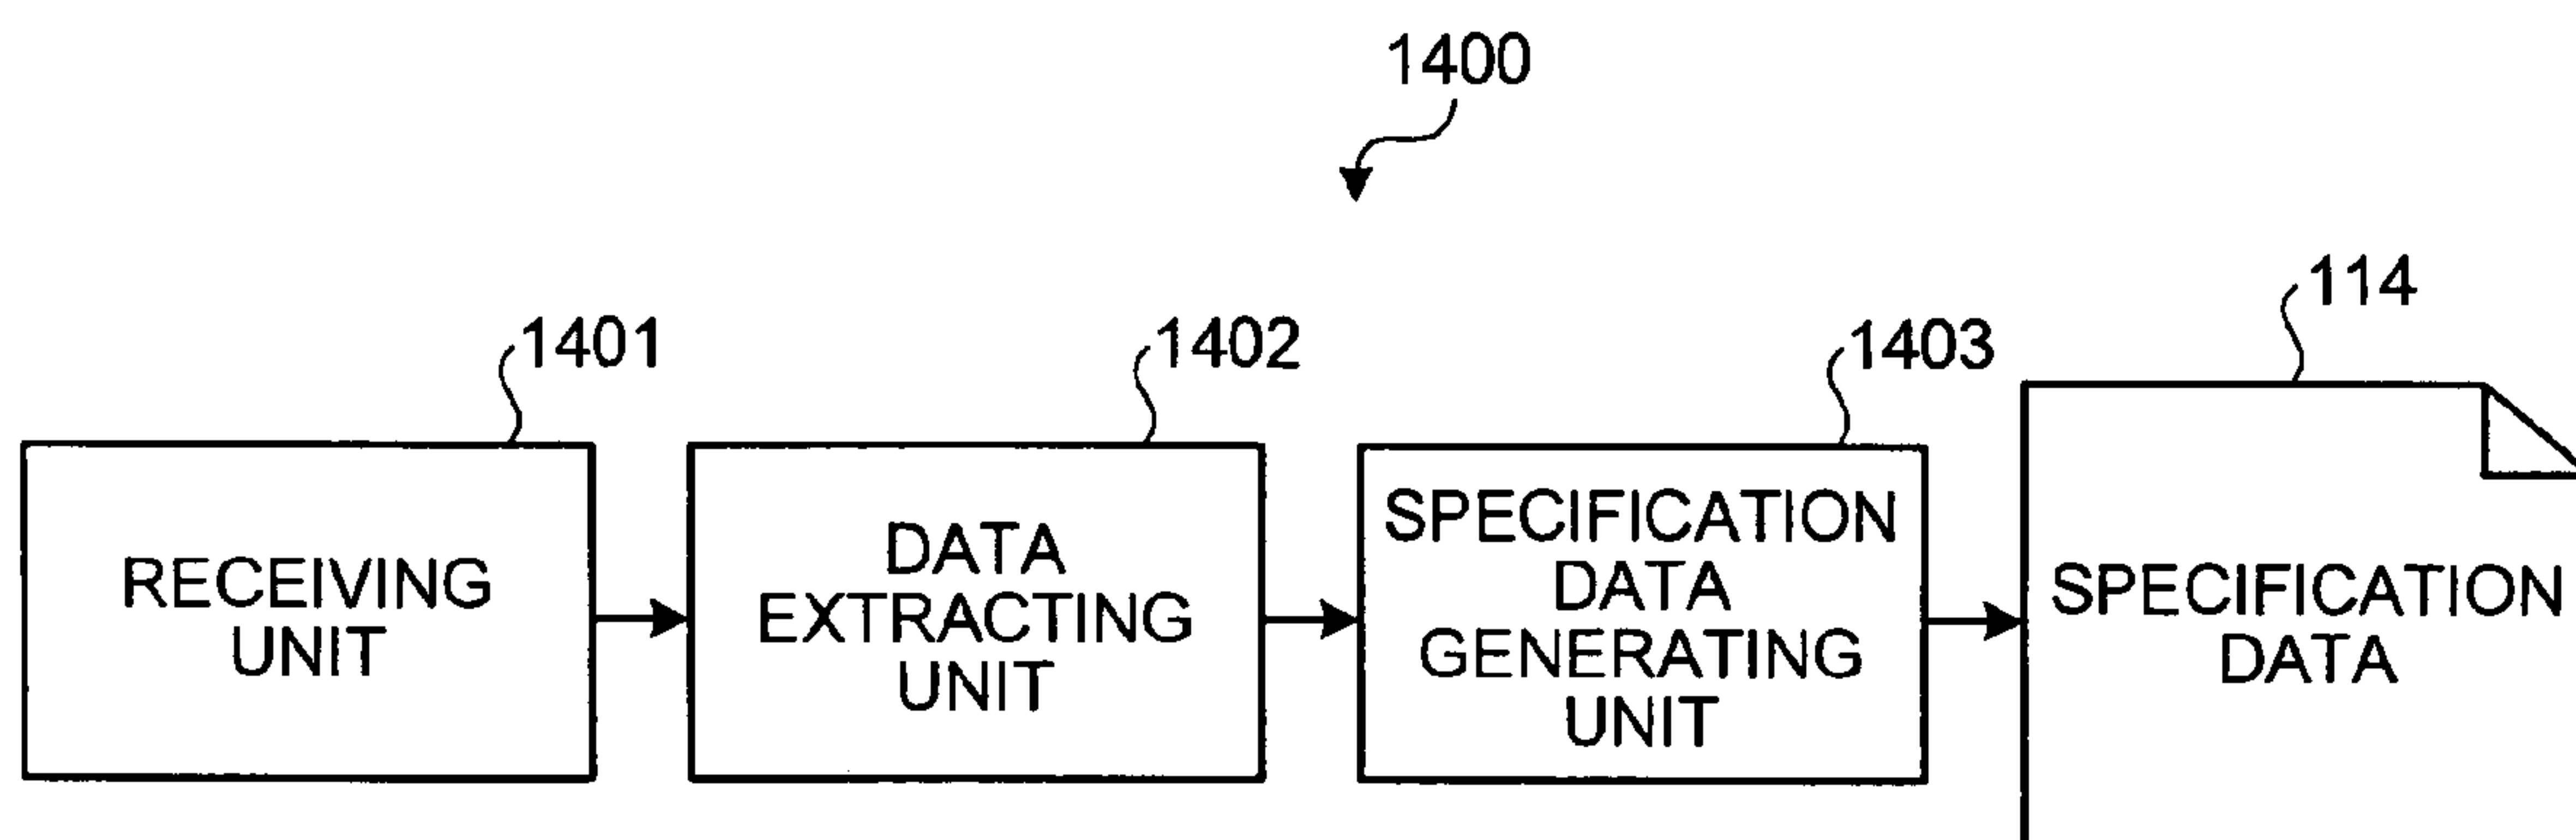 1400
1401
1402
1403
114
RECEIVING
UNIT
DATA
EXTRACTING
UNIT
SPECIFICATION
DATA
GENERATING
UNIT
SPECIFICATION
DATA